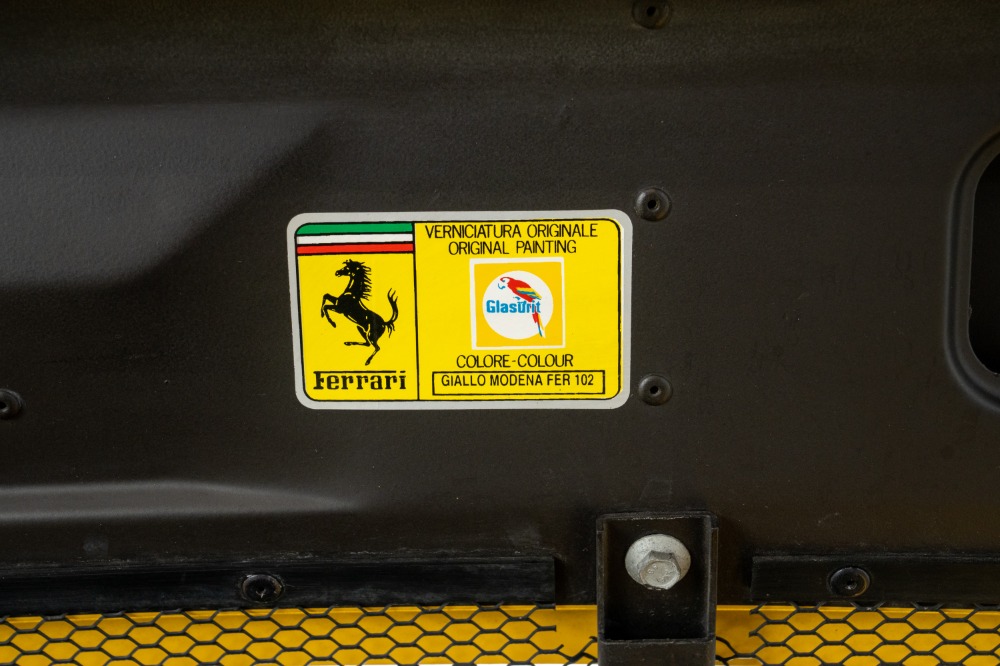 VERNICIATURA ORIGINALE
ORIGINAL PAINTING
Glasurit
COLORE-COLOUR
GIALLO MODENA FER 102
Ferrari